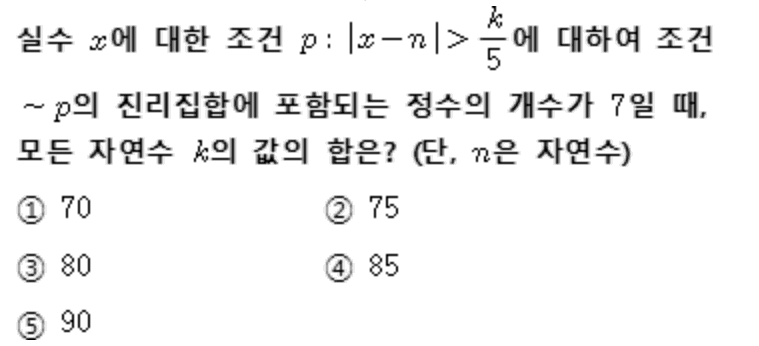 실수 x에 대한 조건 p : |x-n| > k/5에 대하여 조건
~p의 진리집합에 포함되는 정수의 개수가 7일 때,
모든 자연수 k의 값의 합은? (단, n은 자연수)
① 70 ② 75
③ 80 ④ 85
⑤ 90